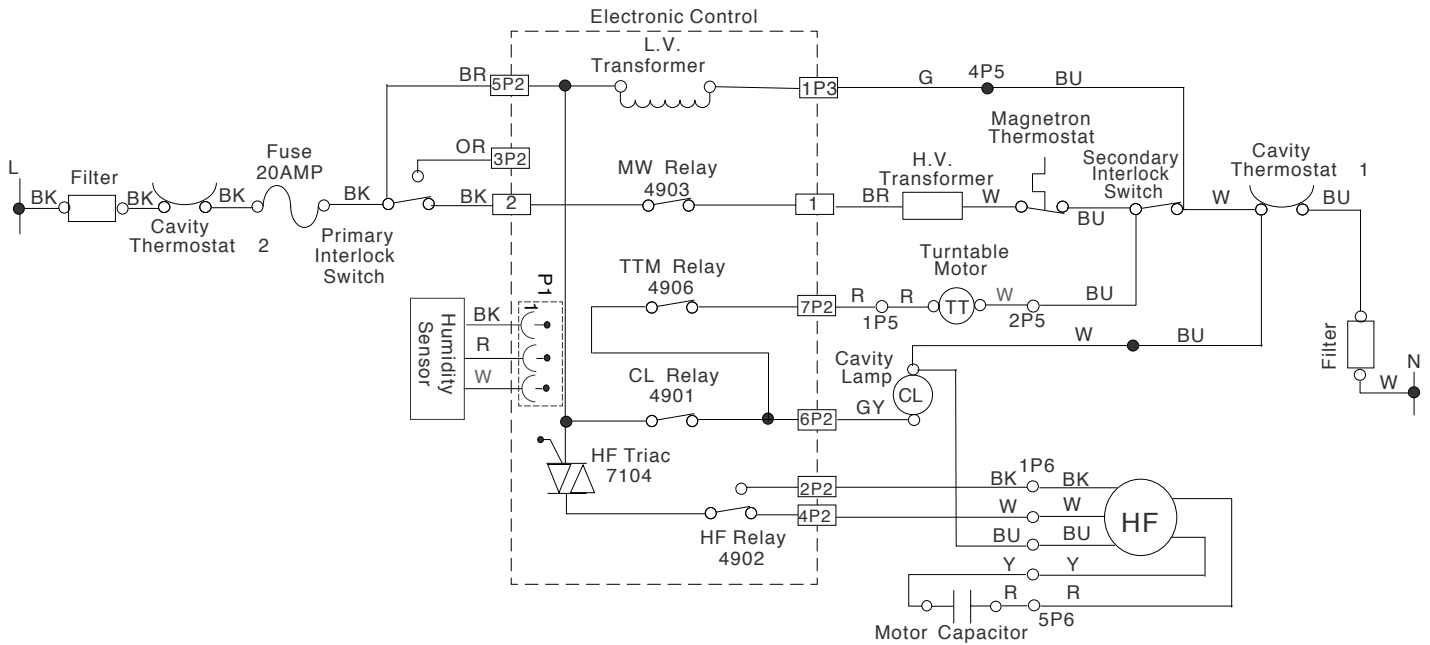 Electronic Control
L.V.
Transformer
BR
5P2
1P3
G
4P5
BU
Magnetron
Thermostat
OR
3P2
L
Filter
Fuse
20AMP
MW Relay
4903
H.V.
Transformer
Secondary
Interlock
Switch
Cavity
Thermostat 1
BK
BK
BK
BK
BK
2
1
BR
W
BU
W
BU
Cavity
Thermostat 2
Primary
Interlock
Switch
TTM Relay
4906
Turntable
Motor
P1
1
7P2
R
R
TT
W
BU
1P5
2P5
Humidity
Sensor
BK
R
W
W
BU
Filter
N
W
CL Relay
4901
Cavity
Lamp
CL
GY
6P2
HF Triac
7104
2P2
BK
1P6
BK
4P2
W
W
HF
HF Relay
4902
BU
BU
Y
Y
R
R
5P6
Motor Capacitor